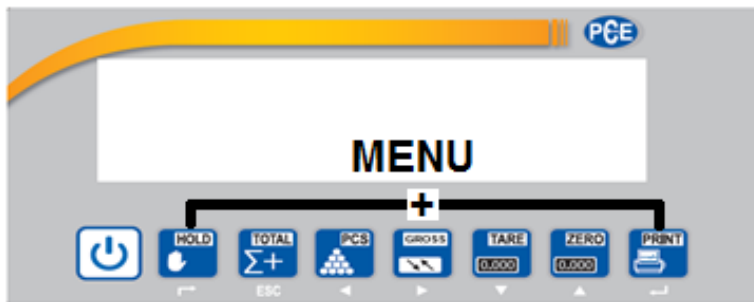 PCE
MENU
+
HOLD TOTAL PCS GROSS TARE ZERO PRINT
Σ+ 0.000 0.000
ESC